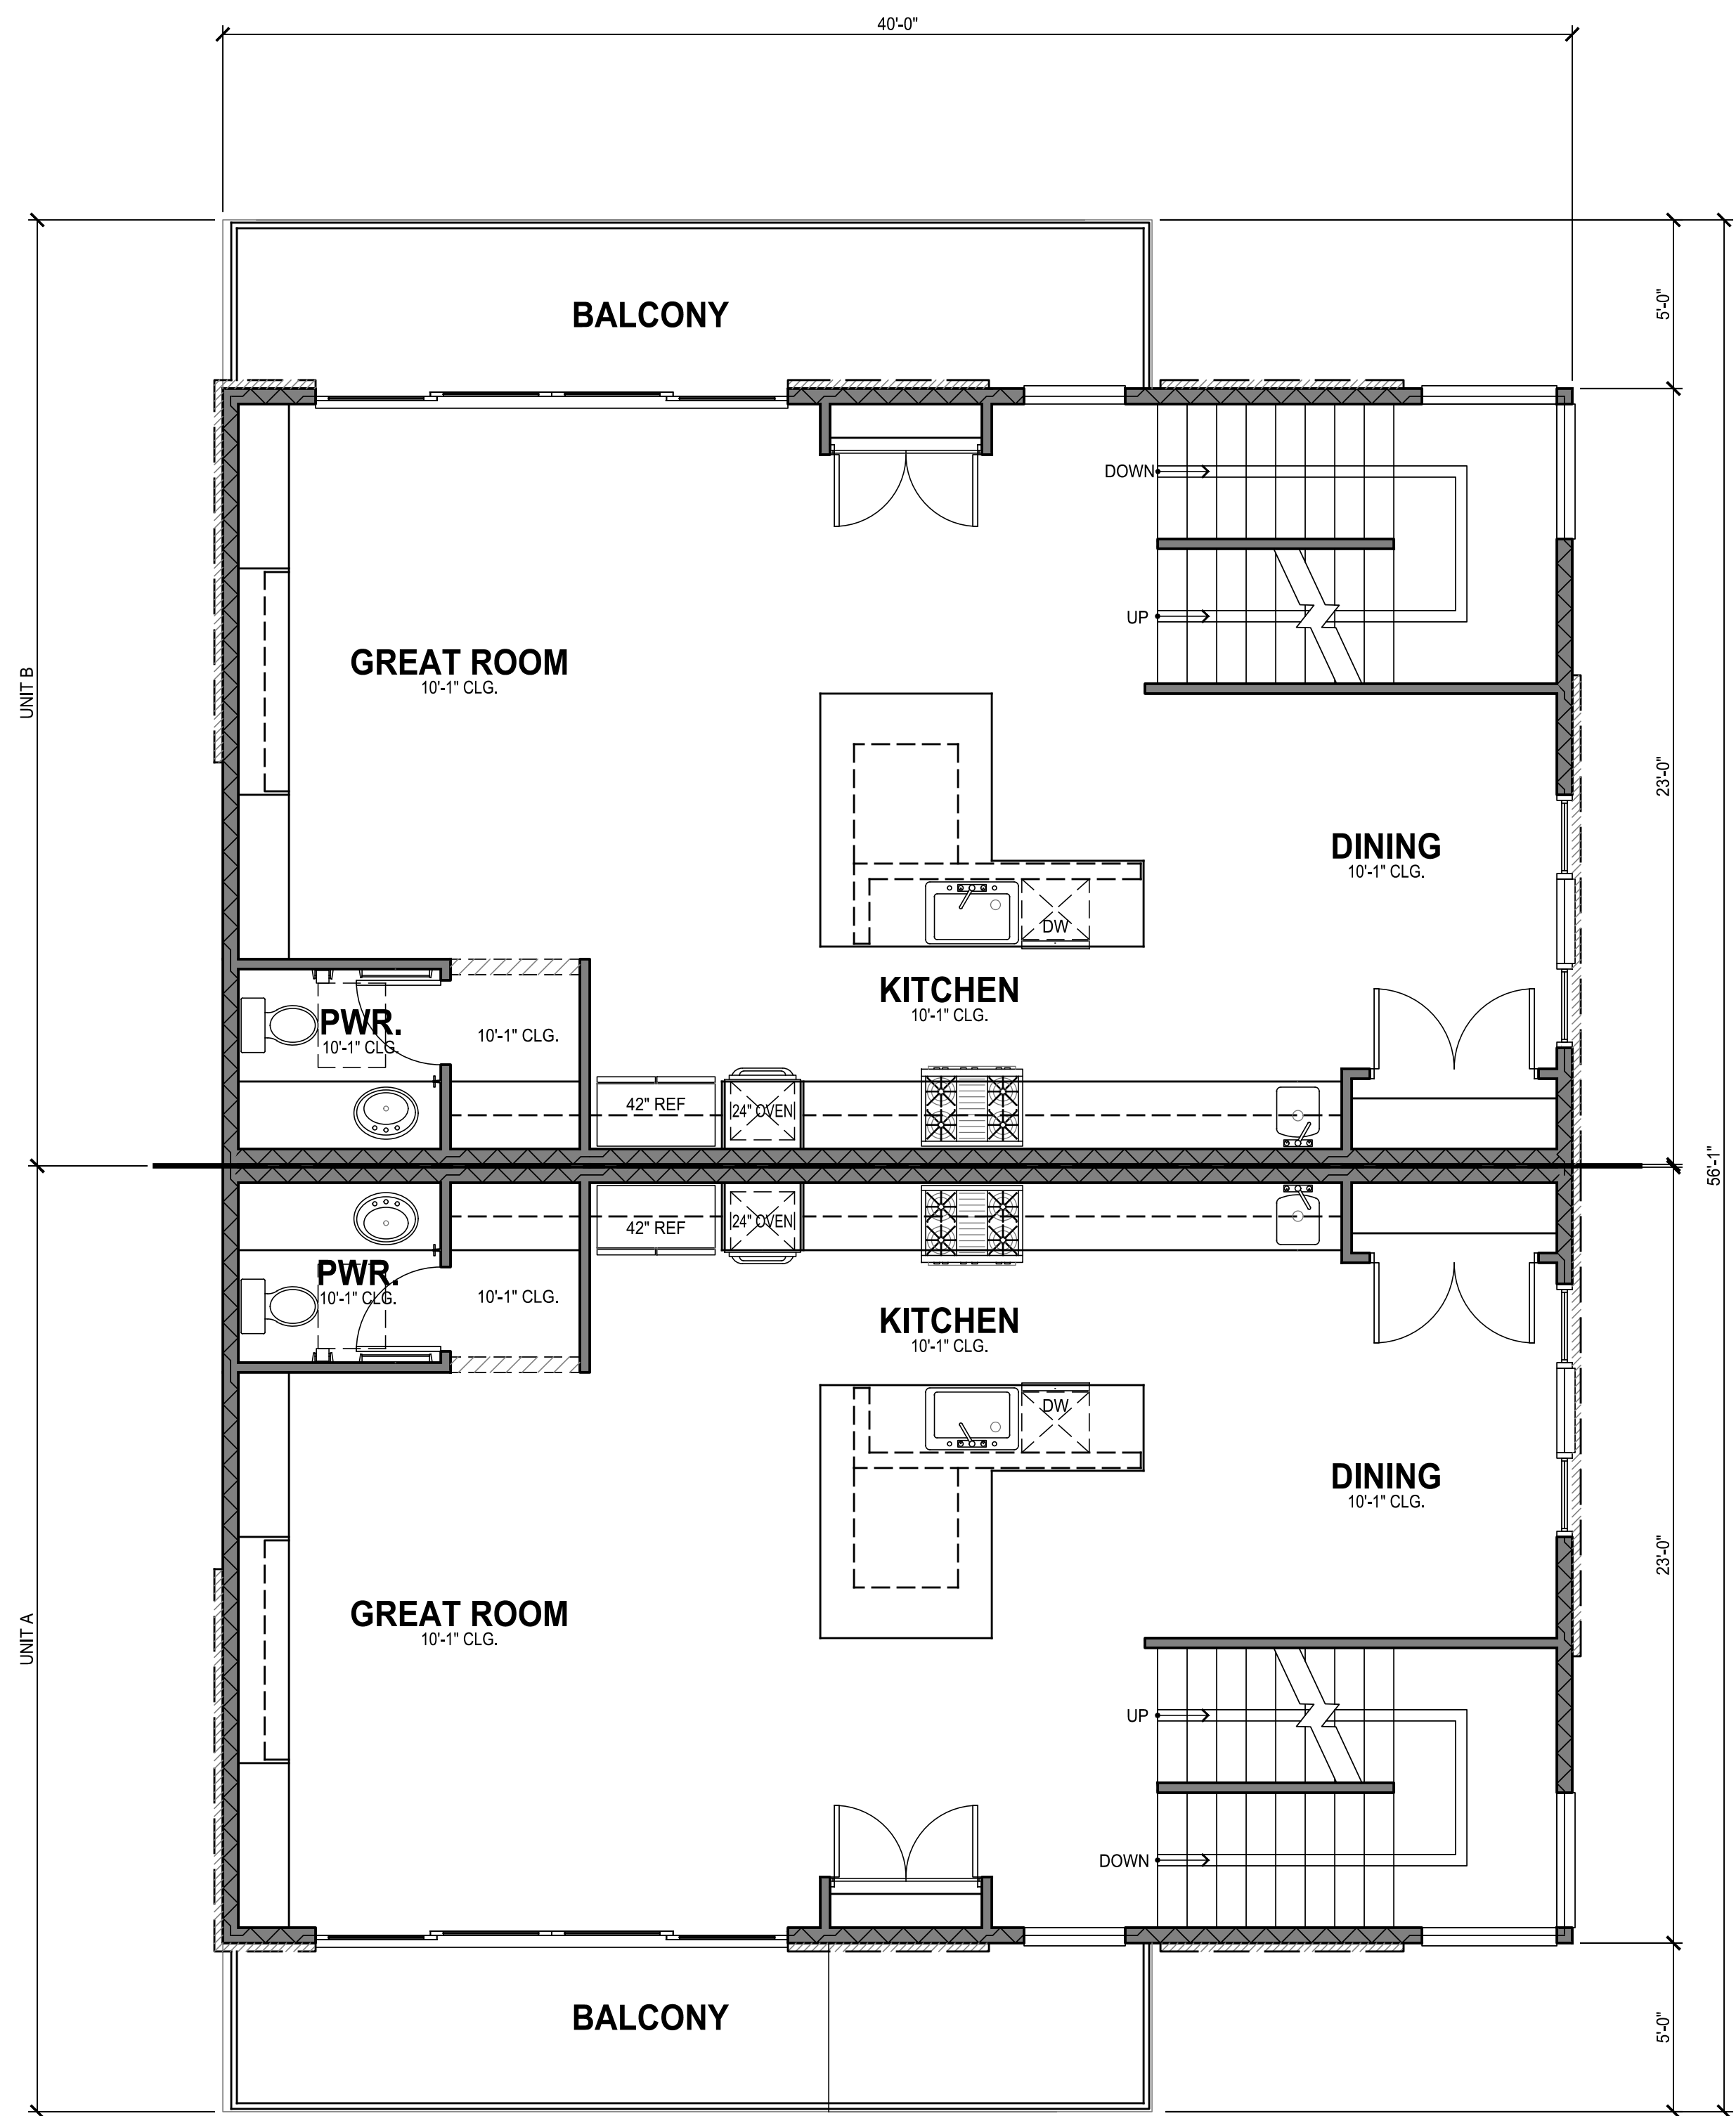 40'-0"
BALCONY
5'-0"
DOWN
UP
UNIT B
GREAT ROOM
10'-1" CLG.
23'-0"
DINING
10'-1" CLG.
DW
KITCHEN
10'-1" CLG.
PWR.
10'-1" CLG.
10'-1" CLG.
42" REF
24" OVEN
56'-1"
42" REF
24" OVEN
PWR.
10'-1" CLG.
10'-1" CLG.
KITCHEN
10'-1" CLG.
DW
DINING
10'-1" CLG.
23'-0"
GREAT ROOM
10'-1" CLG.
UNIT A
UP
DOWN
BALCONY
5'-0"